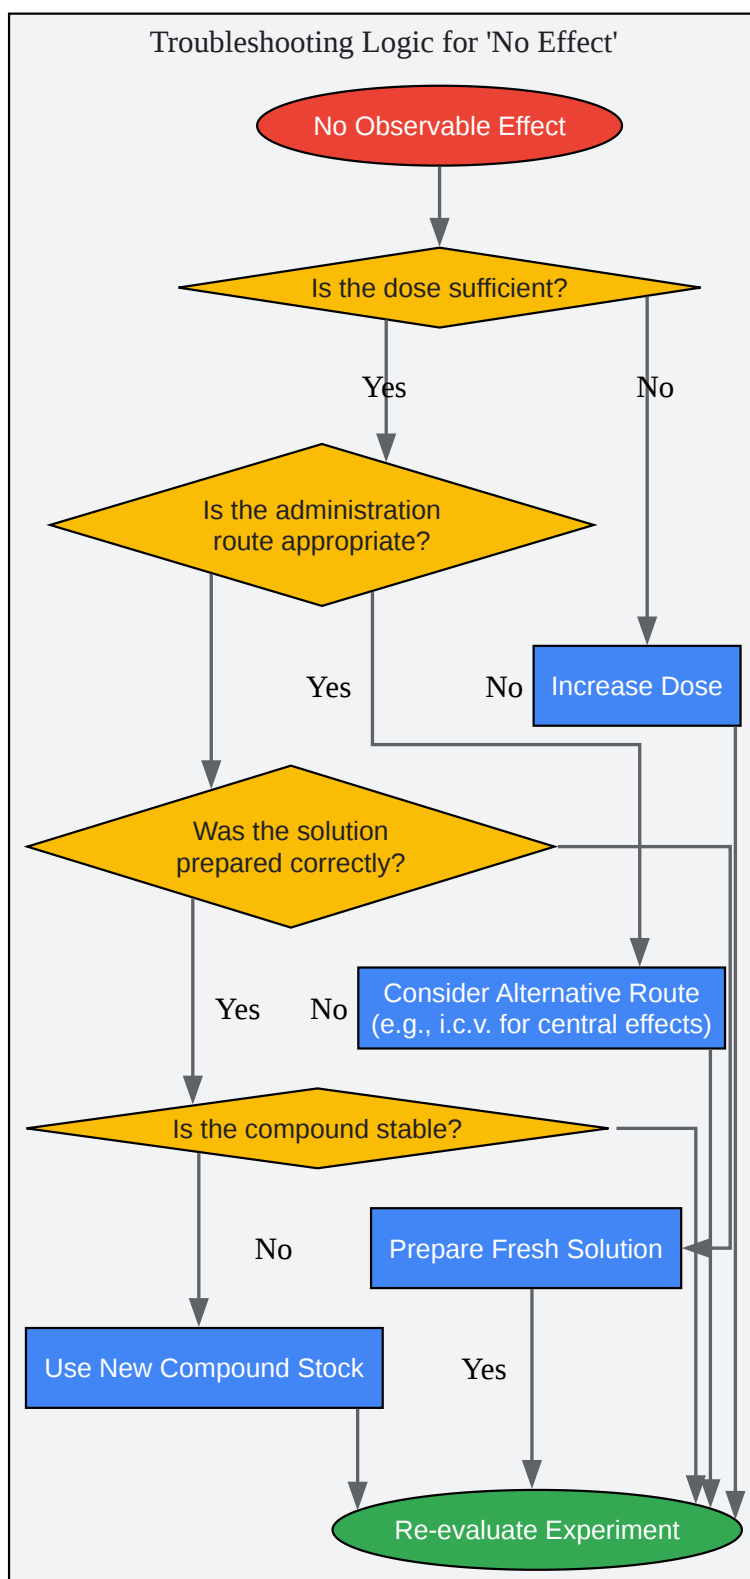 Troubleshooting Logic for 'No Effect'
No Observable Effect
Is the dose sufficient?
Yes
No
Is the administration
route appropriate?
Yes
No
Increase Dose
Was the solution
prepared correctly?
Yes
No
Consider Alternative Route
(e.g., i.c.v. for central effects)
Is the compound stable?
No
Prepare Fresh Solution
Use New Compound Stock
Yes
Re-evaluate Experiment